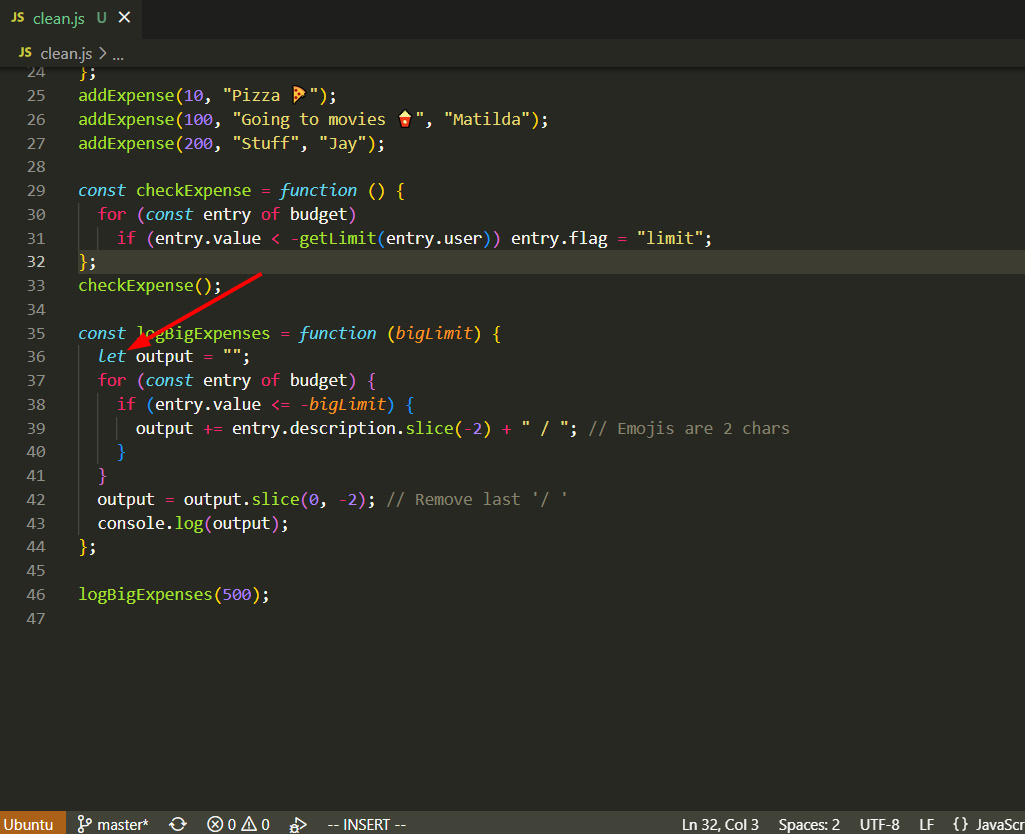 JS clean.js U ✕
JS clean.js > ...
24 };
25 addExpense(10, "Pizza 🍕");
26 addExpense(100, "Going to movies 🍿", "Matilda");
27 addExpense(200, "Stuff", "Jay");
28
29 const checkExpense = function () {
30   for (const entry of budget)
31     if (entry.value < -getLimit(entry.user)) entry.flag = "limit";
32 };
33 checkExpense();
34
35 const logBigExpenses = function (bigLimit) {
36   let output = "";
37   for (const entry of budget) {
38     if (entry.value <= -bigLimit) {
39       output += entry.description.slice(-2) + " / "; // Emojis are 2 chars
40     }
41   }
42   output = output.slice(0, -2); // Remove last '/ '
43   console.log(output);
44 };
45
46 logBigExpenses(500);
47
Ubuntu master* 0 0 -- INSERT -- Ln 32, Col 3 Spaces: 2 UTF-8 LF {} JavaScr